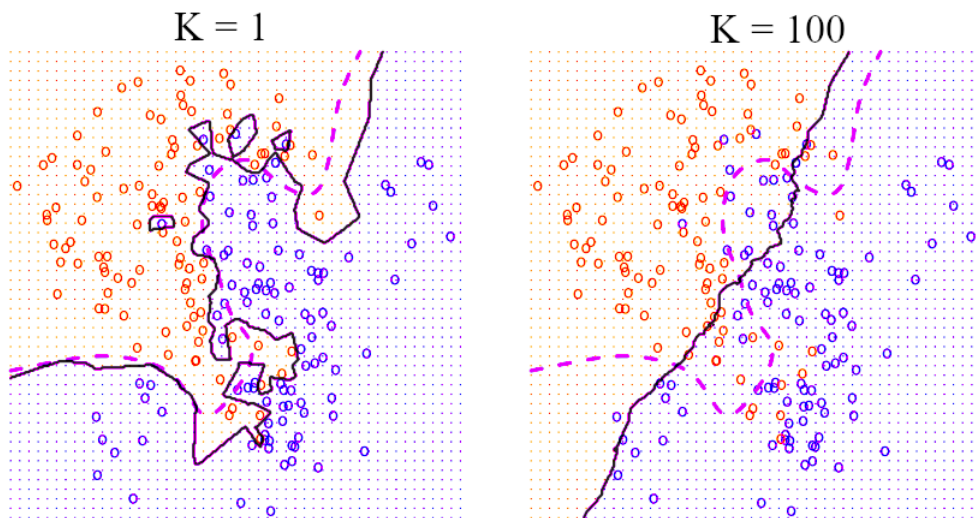 K = 1
K = 100